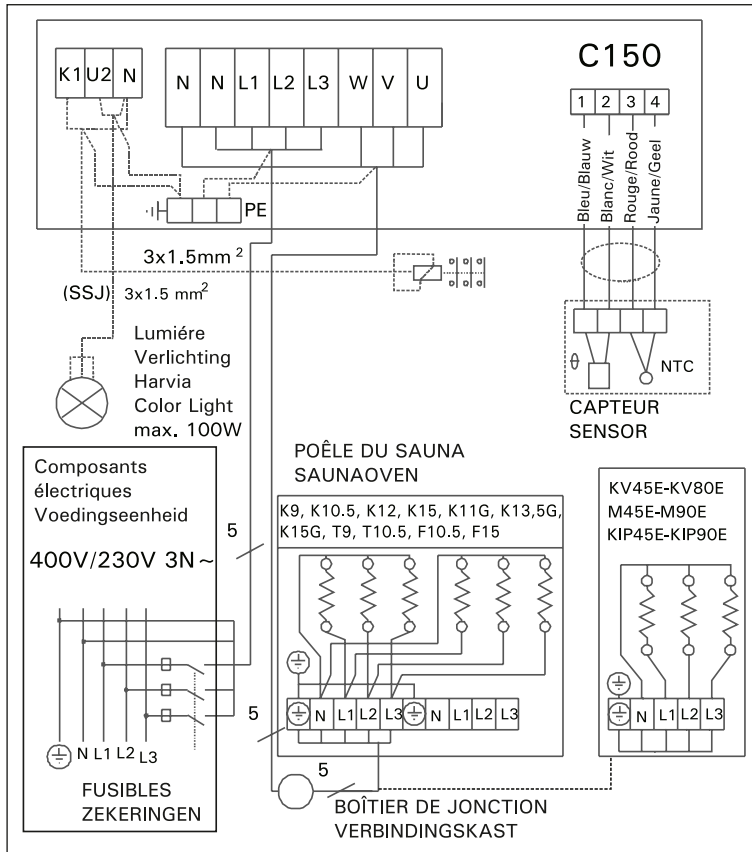 K1 U2 N
N N L1 L2 L3 W V U
C150
1 2 3 4
Bleu/Blauw
Blanc/Wit
Rouge/Rood
Jaune/Geel
PE
3x1.5mm²
(SSJ) 3x1.5 mm²
Lumiére
Verlichting
Harvia
Color Light
max. 100W
NTC
CAPTEUR
SENSOR
Composants
électriques
Voedingseenheid
400V/230V 3N~
N L1 L2 L3
FUSIBLES
ZEKERINGEN
5
5
5
POÊLE DU SAUNA
SAUNAOVEN
K9, K10.5, K12, K15, K11G, K13,5G,
K15G, T9, T10.5, F10.5, F15
N L1 L2 L3 N L1 L2 L3
BOÎTIER DE JONCTION
VERBINDINGSKAST
KV45E-KV80E
M45E-M90E
KIP45E-KIP90E
N L1 L2 L3